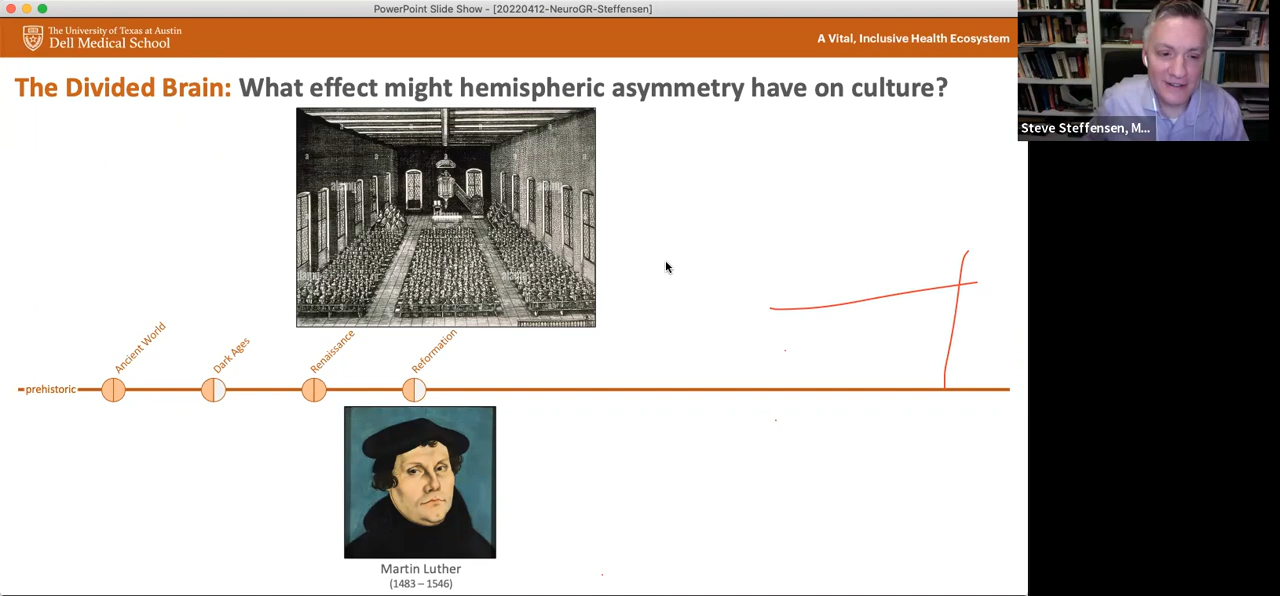 PowerPoint Slide Show - [20220412-NeuroGR-Steffensen]
The University of Texas at Austin
Dell Medical School
A Vital, Inclusive Health Ecosystem
Steve Steffensen, M...
The Divided Brain: What effect might hemispheric asymmetry have on culture?
prehistoric
Ancient World
Dark Ages
Renaissance
Reformation
Martin Luther
(1483 – 1546)